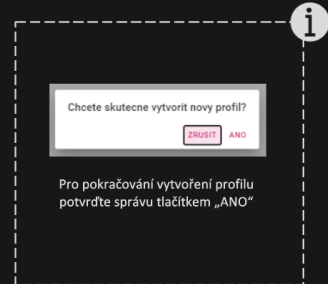 i
Chcete skutecne vytvorit novy profil?
ZRUSIT ANO
Pro pokračování vytvoření profilu
potvrďte správu tlačítkem „ANO“